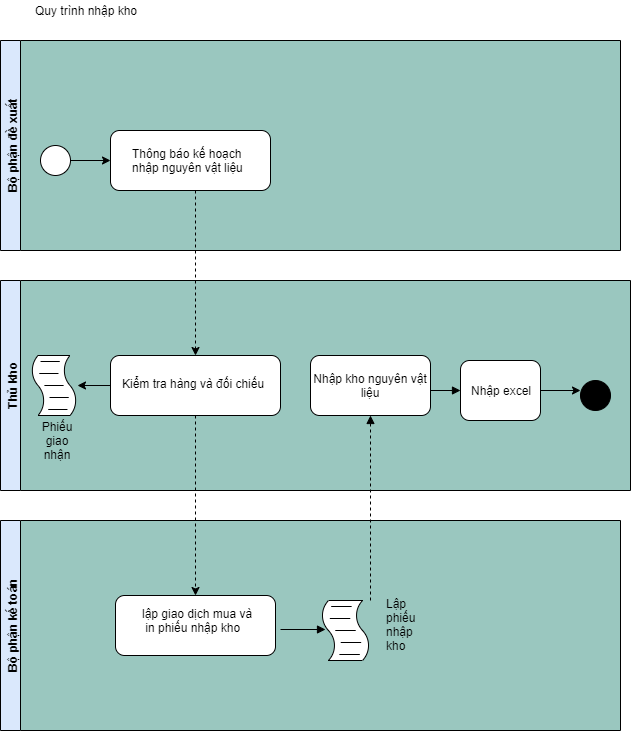 Quy trình nhập kho
Bộ phận đề xuất
Thông báo kế hoạch
nhập nguyên vật liệu
Thủ kho
Phiếu
giao
nhận
Kiểm tra hàng và đối chiếu
Nhập kho nguyên vật
liệu
Nhập excel
Bộ phận kế toán
lập giao dịch mua và
in phiếu nhập kho
Lập
phiếu
nhập
kho